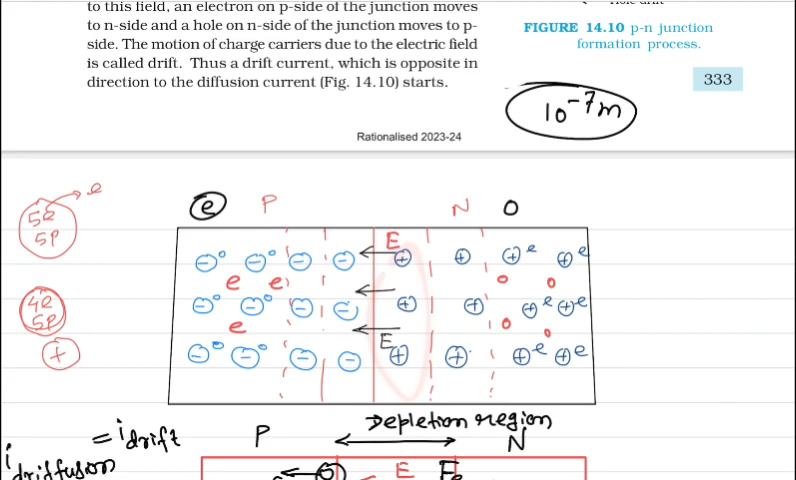 to this field, an electron on p-side of the junction moves
to n-side and a hole on n-side of the junction moves to p-
side. The motion of charge carriers due to the electric field
is called drift. Thus a drift current, which is opposite in
direction to the diffusion current (Fig. 14.10) starts.
FIGURE 14.10 p-n junction
formation process.
333
10⁻⁷m
Rationalised 2023-24
e
5e
5p
4e
5p
+
e P N O
E
− o − o − − + + + e + e
e e o o
− o − o − − + + + e + e
e o o
E
− o − o − − + + + e + e
Depletion region
i = i drift P N
driffusion
E